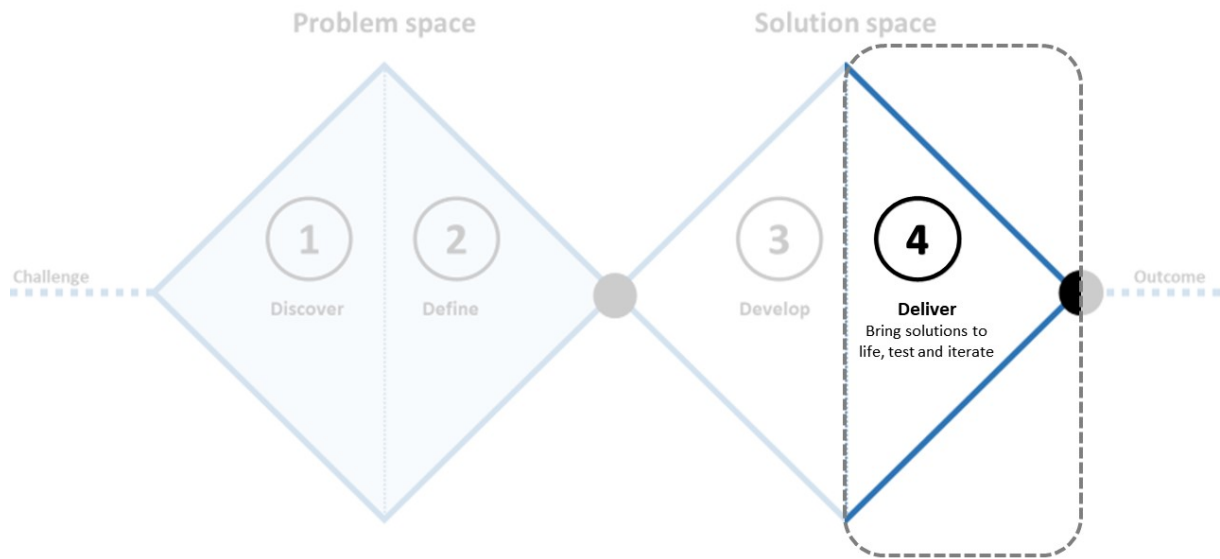 Problem space
Solution space
1
2
3
4
Challenge
Outcome
Discover
Define
Develop
Deliver
Bring solutions to
life, test and iterate